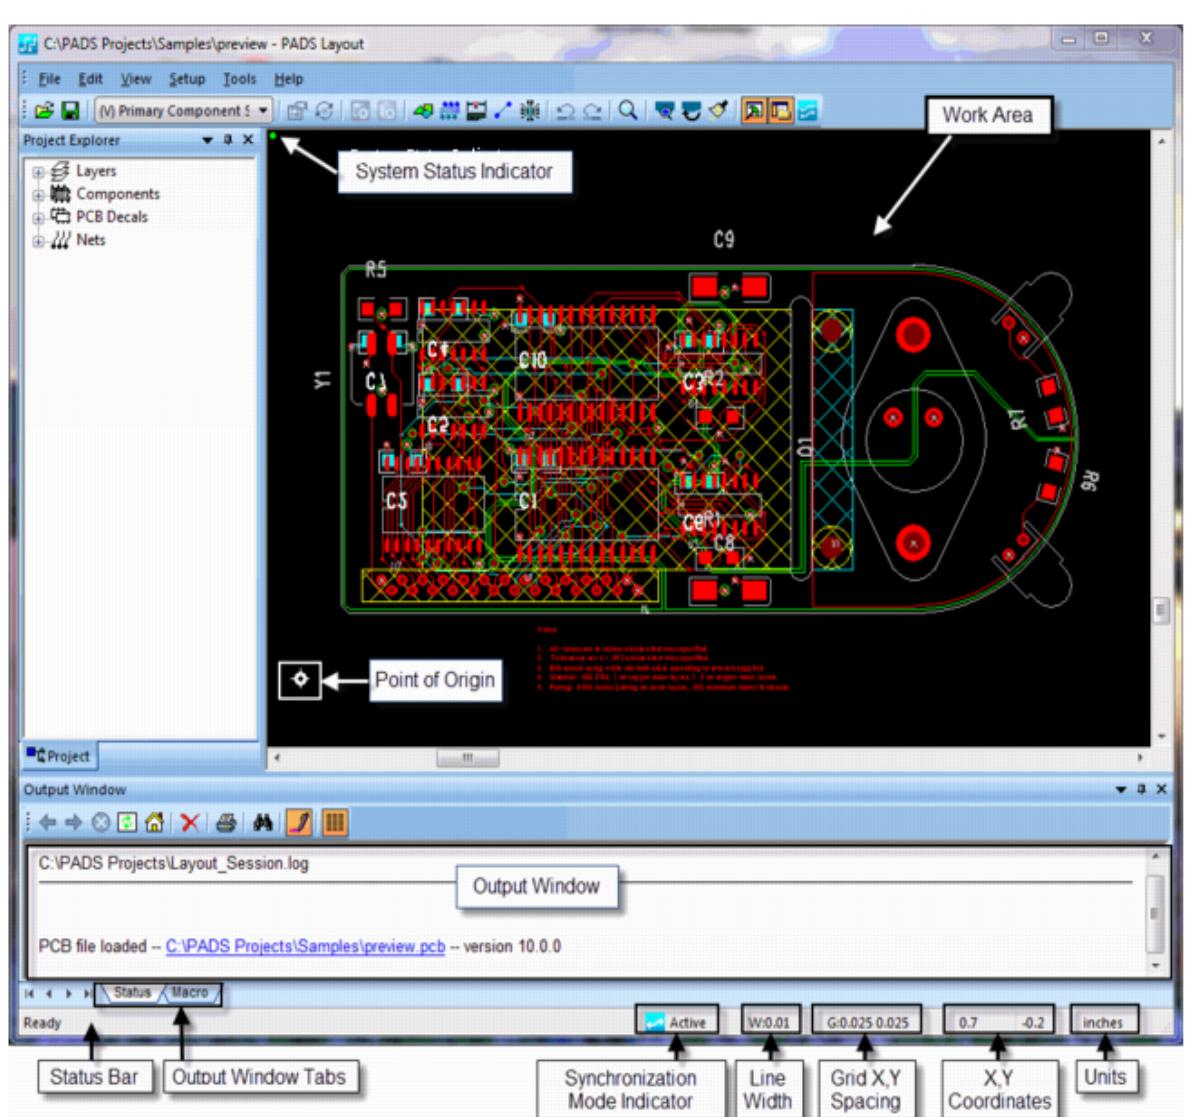 C:\PADS Projects\Samples\preview - PADS Layout
File Edit View Setup Tools Help
(V) Primary Component S
Work Area
Project Explorer
System Status Indicator
Layers
Components
PCB Decals
Nets
C9
R5
Y1
C4
C10
C3
R2
C2
D1
R7
R6
C5
C1
C6
R1
C8
Point of Origin
Project
Output Window
C:\PADS Projects\Layout_Session.log
Output Window
PCB file loaded -- C:\PADS Projects\Samples\preview.pcb -- version 10.0.0
Status Macro
Ready
Active W:0.01 G:0.025 0.025 0.7 -0.2 inches
Status Bar
Output Window Tabs
Synchronization
Mode Indicator
Line
Width
Grid X,Y
Spacing
X,Y
Coordinates
Units